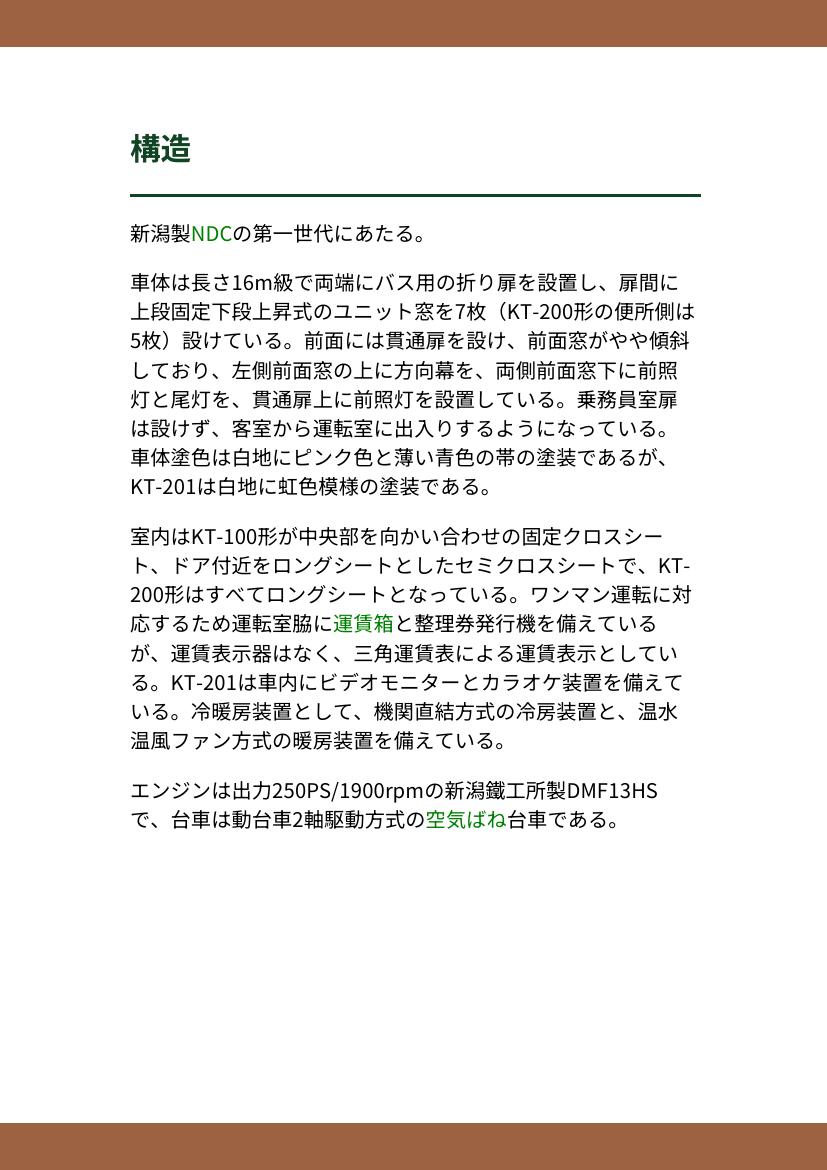 構造
新潟製NDCの第一世代にあたる。
車体は長さ16m級で両端にバス用の折り扉を設置し、扉間に
上段固定下段上昇式のユニット窓を7枚（KT-200形の便所側は
5枚）設けている。前面には貫通扉を設け、前面窓がやや傾斜
しており、左側前面窓の上に方向幕を、両側前面窓下に前照
灯と尾灯を、貫通扉上に前照灯を設置している。乗務員室扉
は設けず、客室から運転室に出入りするようになっている。
車体塗色は白地にピンク色と薄い青色の帯の塗装であるが、
KT-201は白地に虹色模様の塗装である。
室内はKT-100形が中央部を向かい合わせの固定クロスシー
ト、ドア付近をロングシートとしたセミクロスシートで、KT-
200形はすべてロングシートとなっている。ワンマン運転に対
応するため運転室脇に運賃箱と整理券発行機を備えている
が、運賃表示器はなく、三角運賃表による運賃表示としてい
る。KT-201は車内にビデオモニターとカラオケ装置を備えて
いる。冷暖房装置として、機関直結方式の冷房装置と、温水
温風ファン方式の暖房装置を備えている。
エンジンは出力250PS/1900rpmの新潟鐵工所製DMF13HS
で、台車は動台車2軸駆動方式の空気ばね台車である。